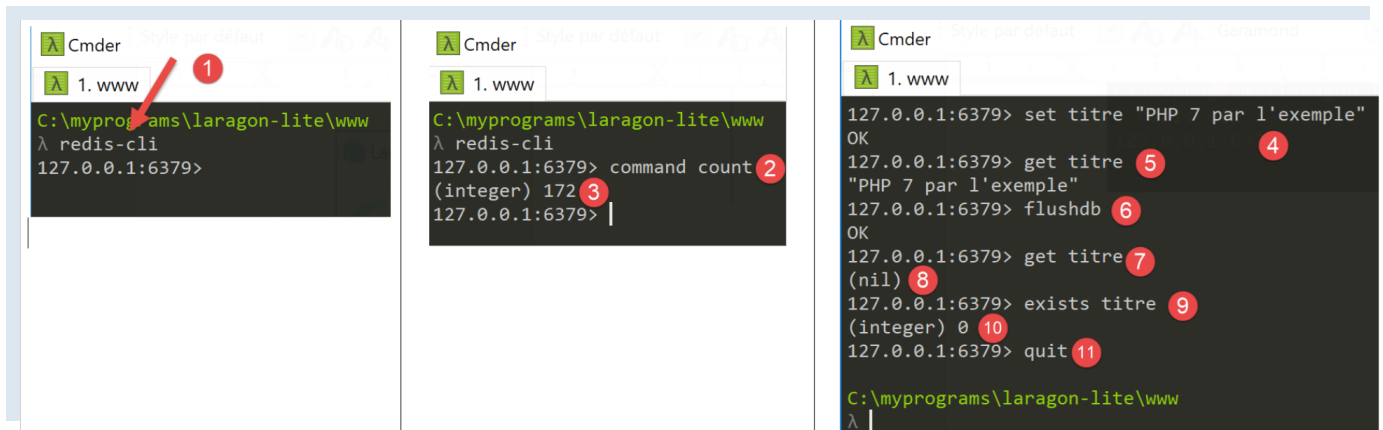 Cmder
1. www
1
C:\myprograms\laragon-lite\www
λ redis-cli
127.0.0.1:6379>
Cmder
1. www
C:\myprograms\laragon-lite\www
λ redis-cli
127.0.0.1:6379> command count 2
(integer) 172 3
127.0.0.1:6379>
Cmder
1. www
127.0.0.1:6379> set titre "PHP 7 par l'exemple"
OK 4
127.0.0.1:6379> get titre 5
"PHP 7 par l'exemple"
127.0.0.1:6379> flushdb 6
OK
127.0.0.1:6379> get titre 7
(nil) 8
127.0.0.1:6379> exists titre 9
(integer) 0 10
127.0.0.1:6379> quit 11
C:\myprograms\laragon-lite\www
λ